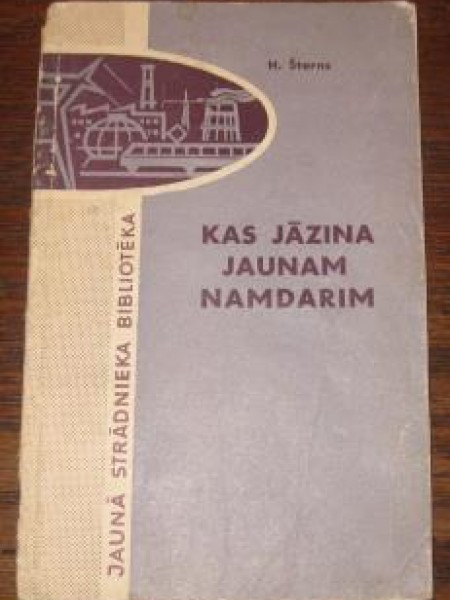 H. Šterns
KAS JĀZINA
JAUNAM
NAMDARIM
JAUNĀ STRĀDNIEKA BIBLIOTĒKA